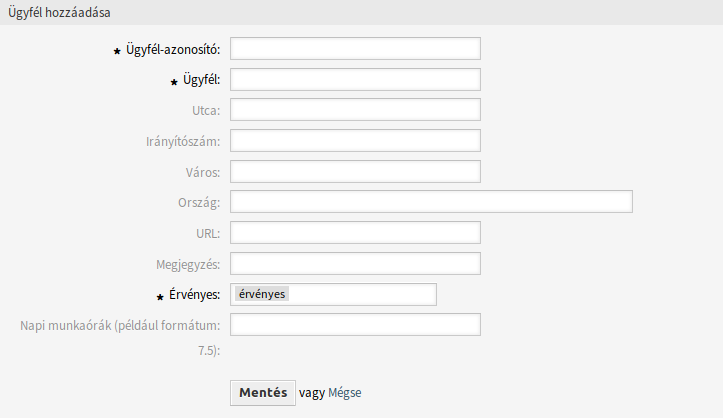 Ügyfél hozzáadása
★ Ügyfél-azonosító:
★ Ügyfél:
Utca:
Irányítószám:
Város:
Ország:
URL:
Megjegyzés:
★ Érvényes: érvényes
Napi munkaórák (például formátum:
7.5):
Mentés vagy Mégse